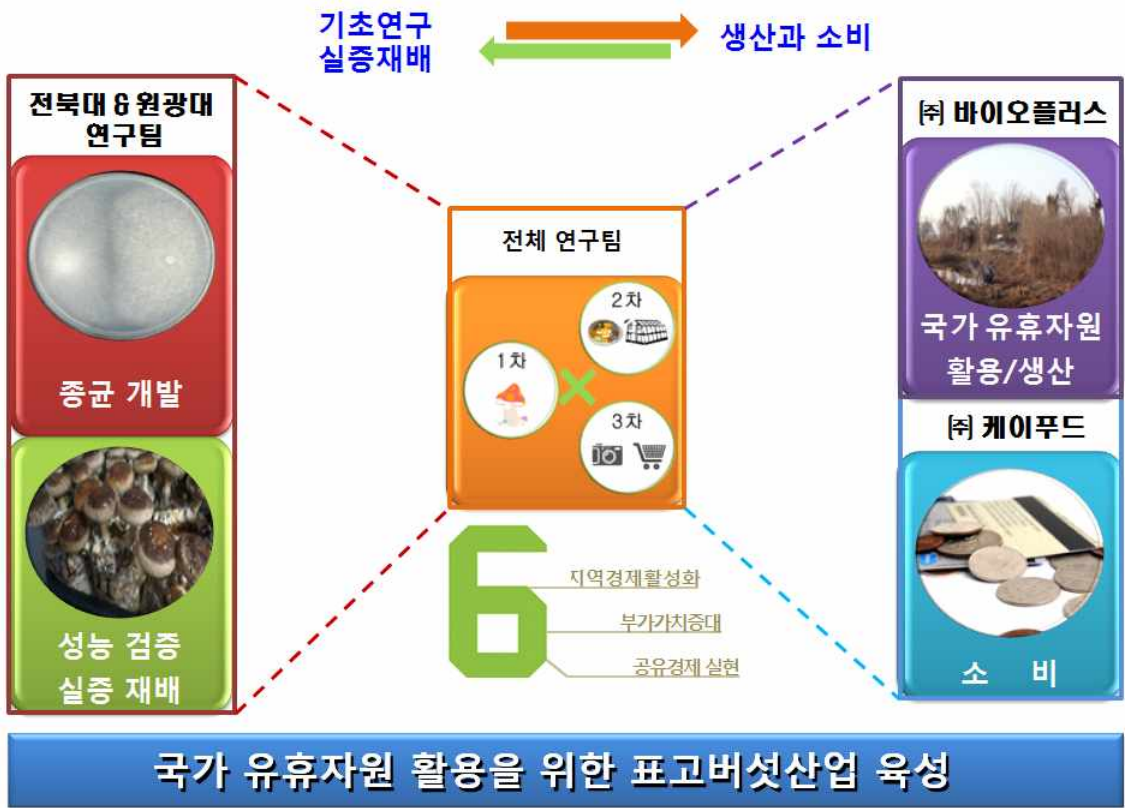 기초연구
실증재배
생산과 소비
전북대 & 원광대
연구팀
종균 개발
성능 검증
실증 재배
전체 연구팀
1차
2차
3차
6
지역경제활성화
부가가치증대
공유경제 실현
㈜ 바이오플러스
국가 유휴자원
활용/생산
㈜ 케이푸드
소 비
국가 유휴자원 활용을 위한 표고버섯산업 육성